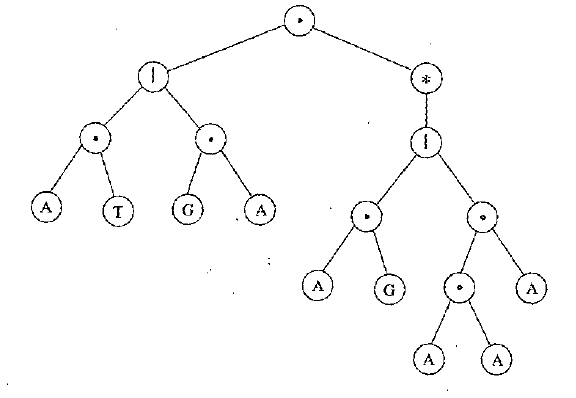 •
| *
• • |
A T G A • •
A G • A
A A